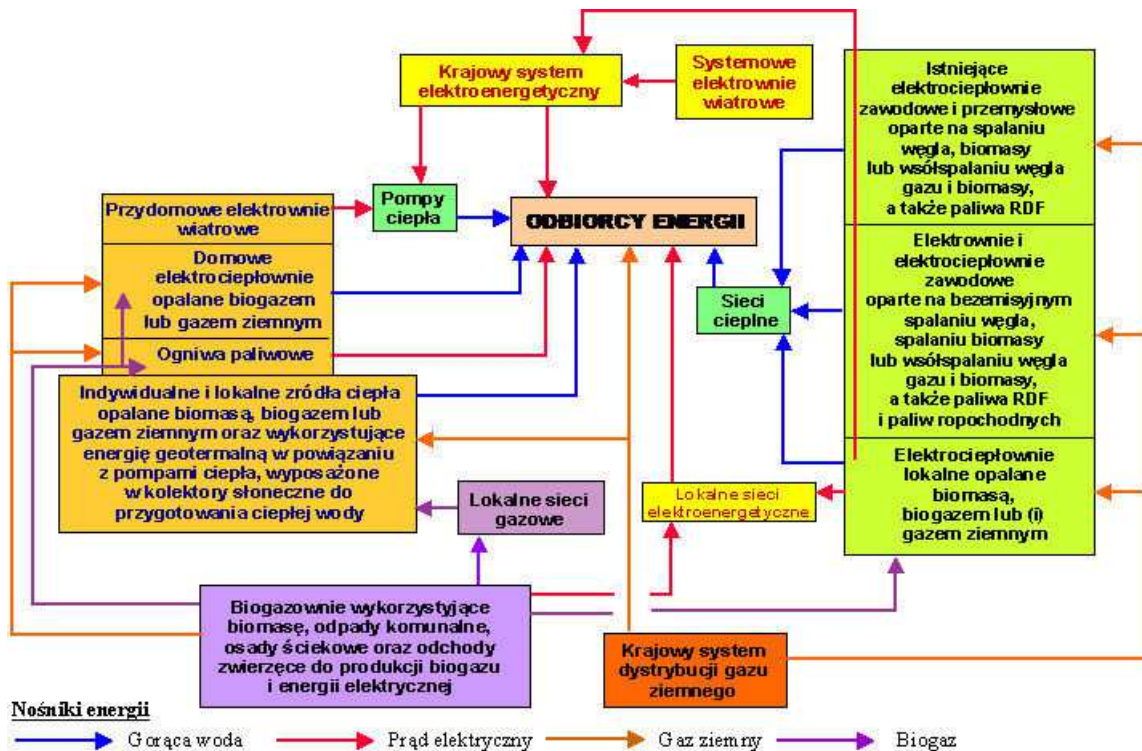 Krajowy system
elektroenergetyczny
Systemowe
elektrownie
wiatrowe
Istniejące
elektrociepłownie
zawodowe i przemysłowe
oparte na spalaniu
węgla, biomasy
lub wsółspalaniu węgla
gazu i biomasy,
a także paliwa RDF
Przydomowe elektrownie
wiatrowe
Pompy
ciepła
ODBIORCY ENERGII
Domowe
elektrociepłownie
opalane biogazem
lub gazem ziemnym
Ogniwa paliwowe
Sieci
cieplne
Elektrownie i
elektrociepłownie
zawodowe
oparte na bezemisyjnym
spalaniu węgla,
spalaniu biomasy
lub wsółspalaniu węgla
gazu i biomasy,
a także paliwa RDF
i paliw ropochodnych
Indywidualne i lokalne zródła ciepła
opalane biomasą, biogazem lub
gazem ziemnym oraz wykorzystujące
energię geotermalną w powiązaniu
z pompami ciepła, wyposażone
w kolektory słoneczne do
przygotowania ciepłej wody
Lokalne sieci
gazowe
Lokalne sieci
elektroenergetyczne
Elektrociepłownie
lokalne opalane
biomasą,
biogazem lub (i)
gazem ziemnym
Biogazownie wykorzystyjące
biomasę, odpady komunalne,
osady ściekowe oraz odchody
zwierzęce do produkcji biogazu
i energii elektrycznej
Krajowy system
dystrybucji gazu
ziemnego
Nośniki energii
Gorąca woda
Prąd elektryczny
Gaz ziemny
Biogaz